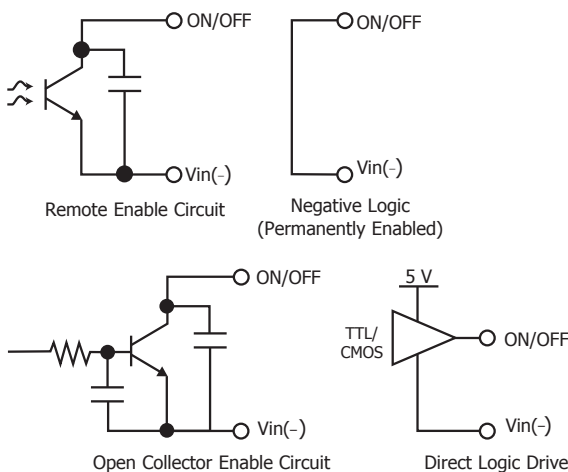 ON/OFF
Vin(–)
Remote Enable Circuit
ON/OFF
Vin(–)
Negative Logic
(Permanently Enabled)
ON/OFF
Vin(–)
Open Collector Enable Circuit
5 V
TTL/
CMOS
ON/OFF
Vin(–)
Direct Logic Drive